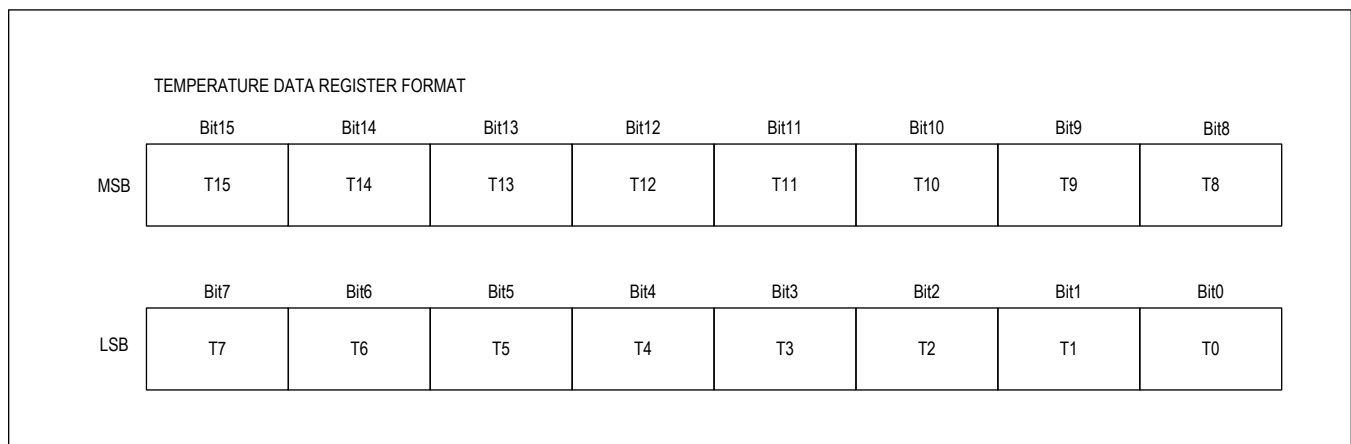 TEMPERATURE DATA REGISTER FORMAT
Bit15 Bit14 Bit13 Bit12 Bit11 Bit10 Bit9 Bit8
MSB T15 T14 T13 T12 T11 T10 T9 T8
Bit7 Bit6 Bit5 Bit4 Bit3 Bit2 Bit1 Bit0
LSB T7 T6 T5 T4 T3 T2 T1 T0